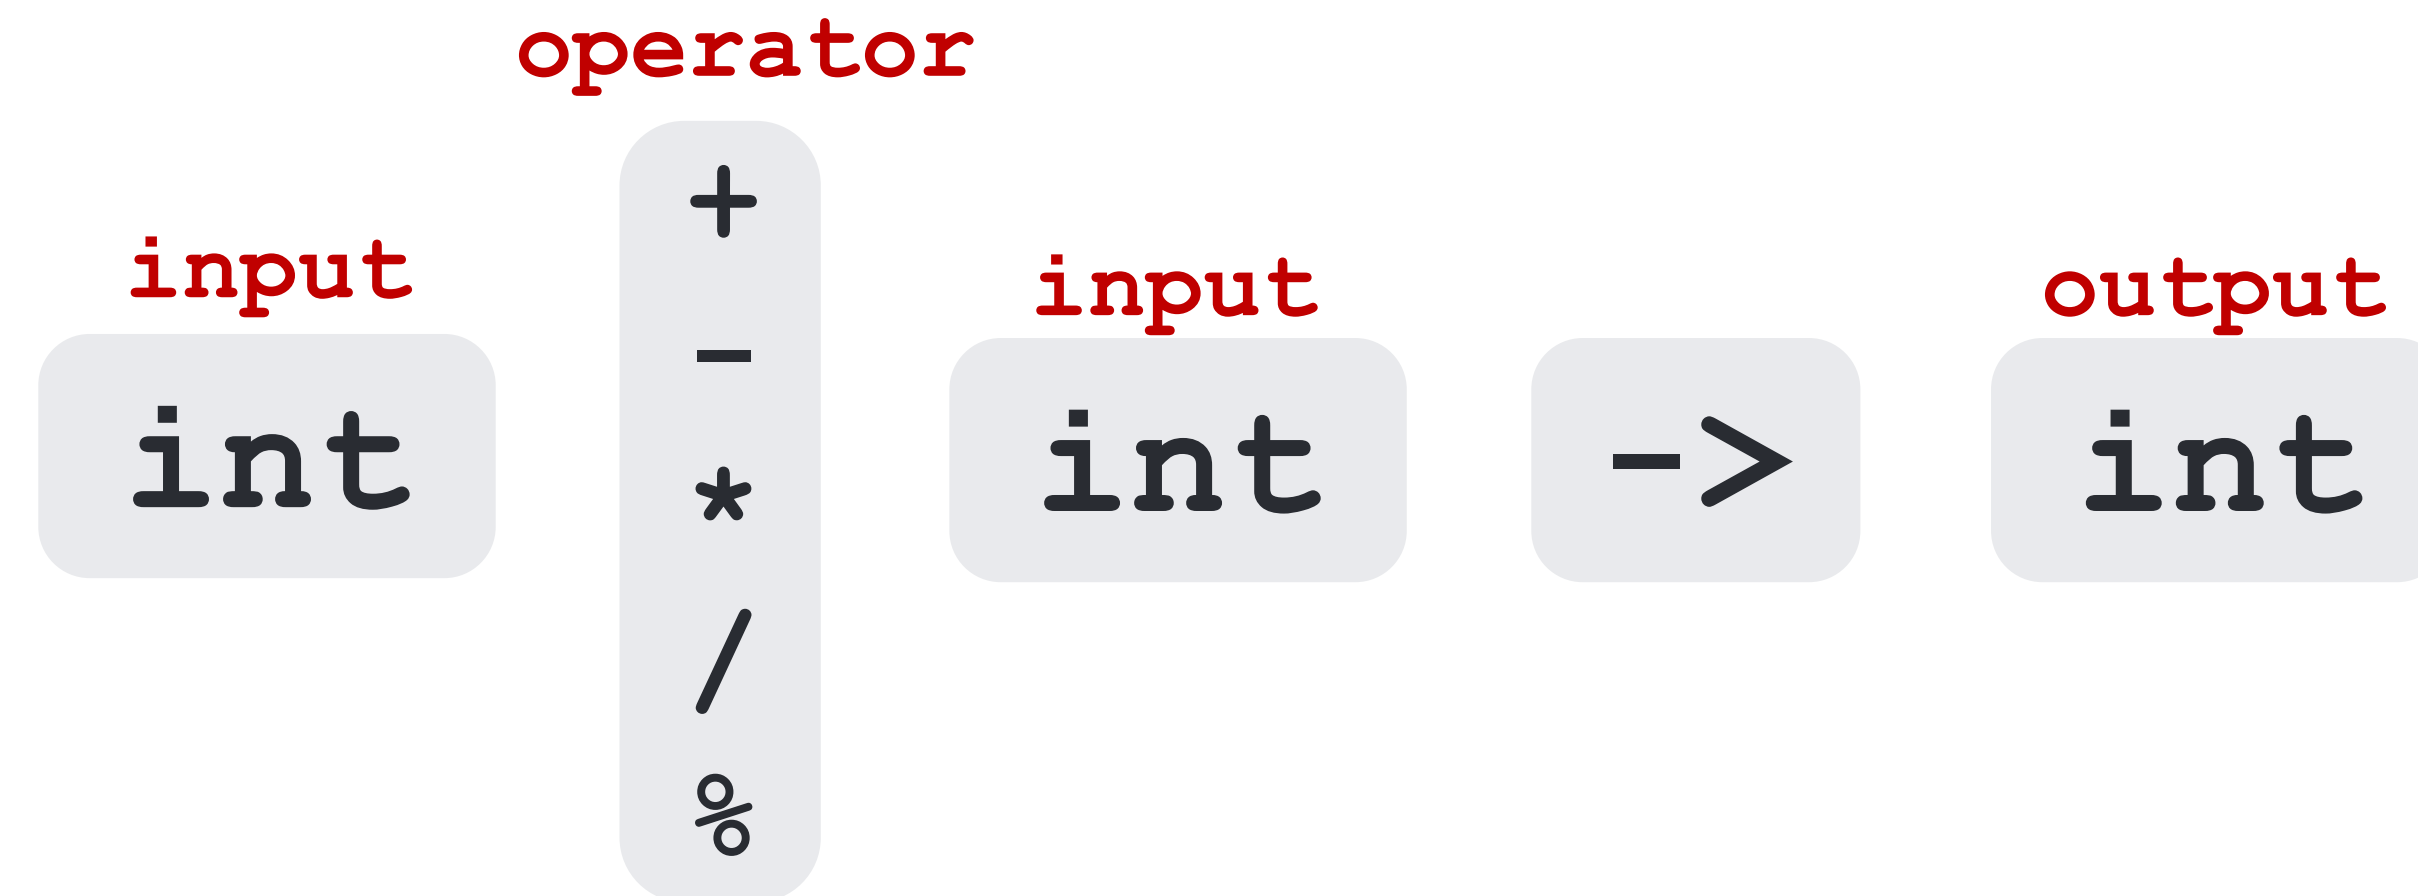 operator
+
input
input
output
-
int
int
->
int
*
/
%